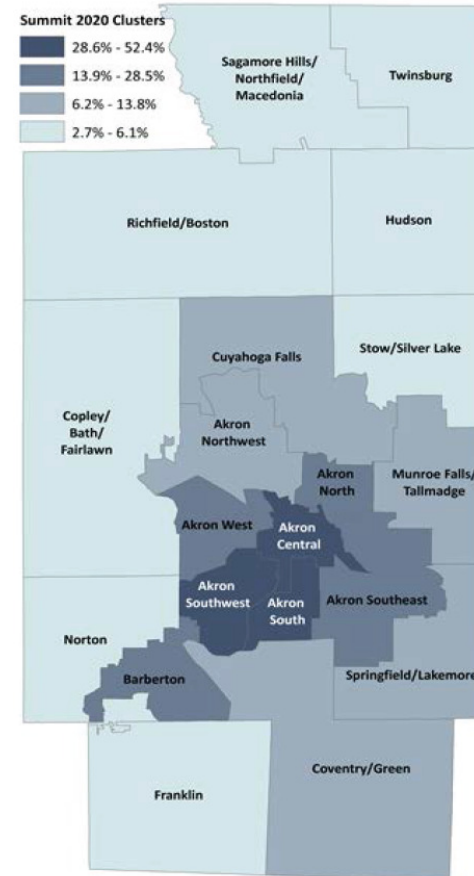 Summit 2020 Clusters
28.6% - 52.4%
13.9% - 28.5%
6.2% - 13.8%
2.7% - 6.1%
Sagamore Hills/
Northfield/
Macedonia
Twinsburg
Richfield/Boston
Hudson
Stow/Silver Lake
Cuyahoga Falls
Copley/
Bath/
Fairlawn
Akron
Northwest
Akron
North
Munroe Falls/
Tallmadge
Akron West
Akron
Central
Akron
Southwest
Akron
South
Akron Southeast
Norton
Barberton
Springfield/Lakemore
Coventry/Green
Franklin